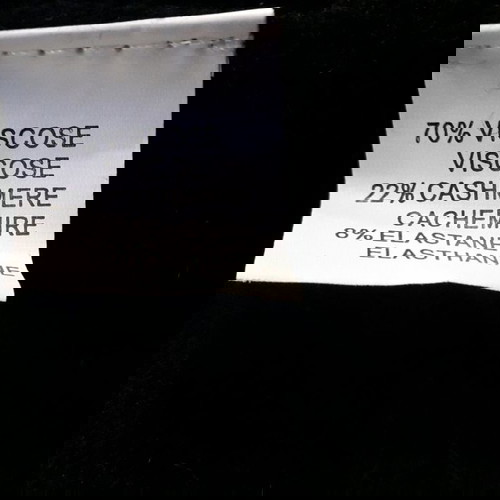 70% VISCOSE
VISCOSE
22% CASHMERE
CACHEMIRE
8% ELASTANE
ELASTHANNE